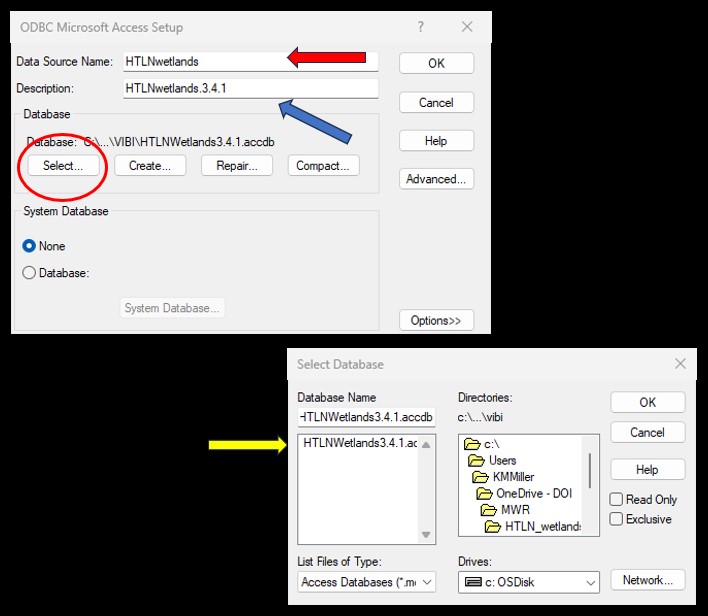 ODBC Microsoft Access Setup ?
Data Source Name: HTLNwetlands OK
Description: HTLNwetlands.3.4.1 Cancel
Database
Database: C:\...\VIBI\HTLNWetlands3.4.1.accdb Help
Select... Create... Repair... Compact...
Advanced...
System Database
None
Database:
System Database...
Options>>
Select Database
Database Name Directories: OK
HTLNWetlands3.4.1.accdb c:\...\vibi
Cancel
HTLNWetlands3.4.1.ac c:\
Users Help
KMMiller
OneDrive - DOI Read Only
MWR Exclusive
HTLN_wetlands
List Files of Type: Drives:
Access Databases (*.m c: OSDisk Network...